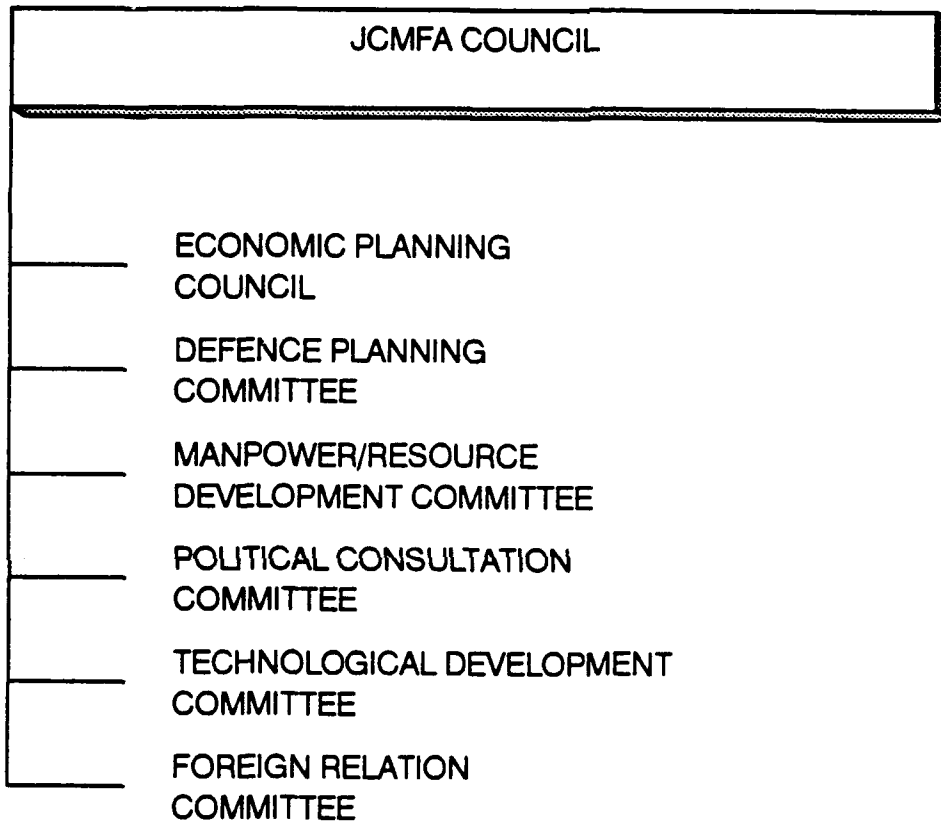 JCMFA COUNCIL
ECONOMIC PLANNING
COUNCIL
DEFENCE PLANNING
COMMITTEE
MANPOWER/RESOURCE
DEVELOPMENT COMMITTEE
POLITICAL CONSULTATION
COMMITTEE
TECHNOLOGICAL DEVELOPMENT
COMMITTEE
FOREIGN RELATION
COMMITTEE